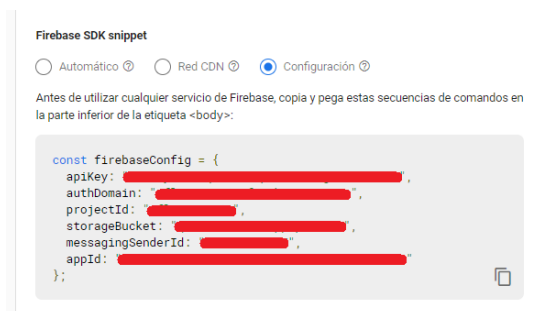 Firebase SDK snippet
Automático ? Red CDN ? Configuración ?
Antes de utilizar cualquier servicio de Firebase, copia y pega estas secuencias de comandos en
la parte inferior de la etiqueta <body>:
const firebaseConfig = {
apiKey: "",
authDomain: "",
projectId: "",
storageBucket: "",
messagingSenderId: "",
appId: ""
};